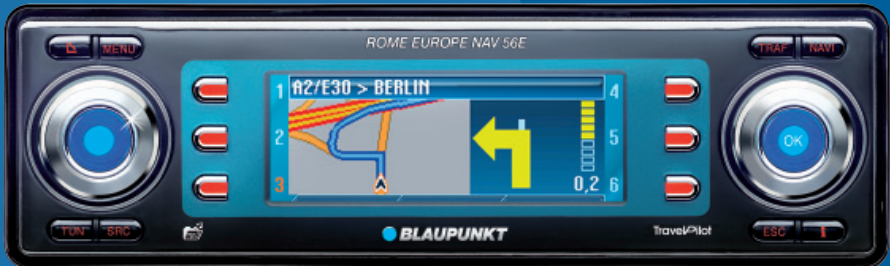 ROME EUROPE NAV 56E
MENU
TRAF NAVI
1 A2/E30 > BERLIN 4
2 5
3 0,2 6
OK
TUN SRC
BLAUPUNKT
TravelPilot
ESC i